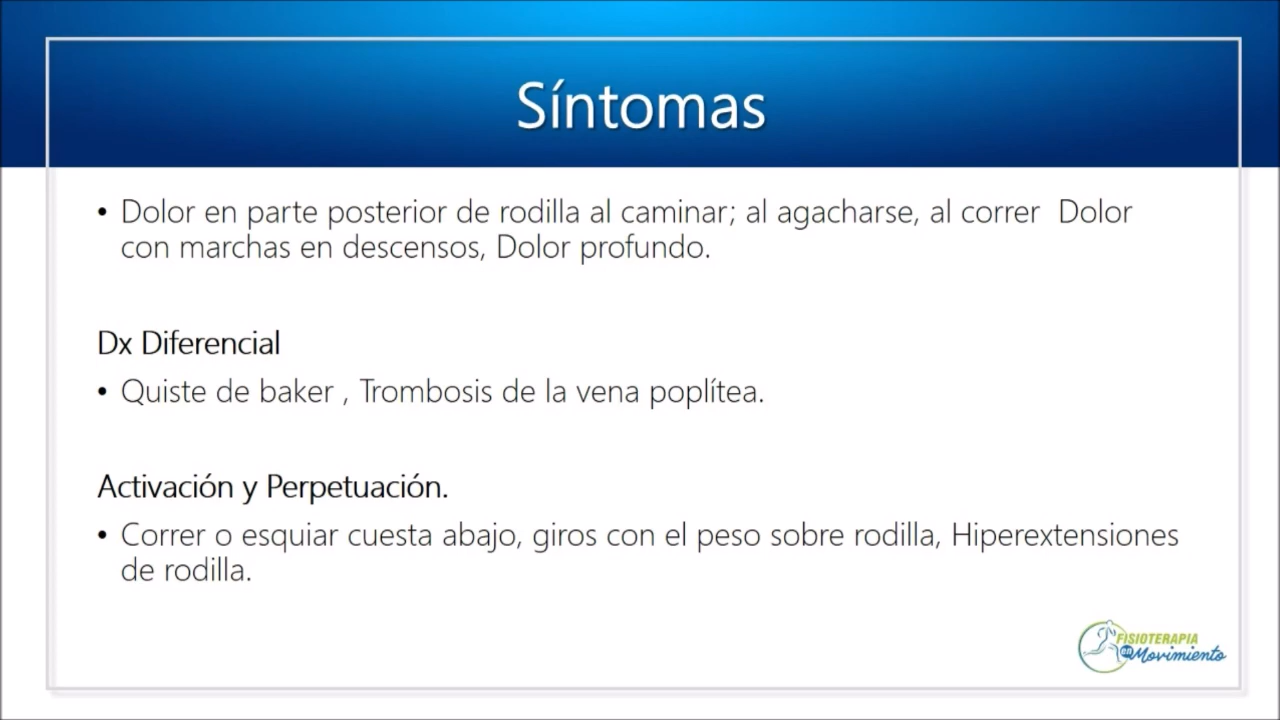 Síntomas
• Dolor en parte posterior de rodilla al caminar; al agacharse, al correr  Dolor
con marchas en descensos, Dolor profundo.
Dx Diferencial
• Quiste de baker , Trombosis de la vena poplítea.
Activación y Perpetuación.
• Correr o esquiar cuesta abajo, giros con el peso sobre rodilla, Hiperextensiones
de rodilla.
FISIOTERAPIA
en Movimiento